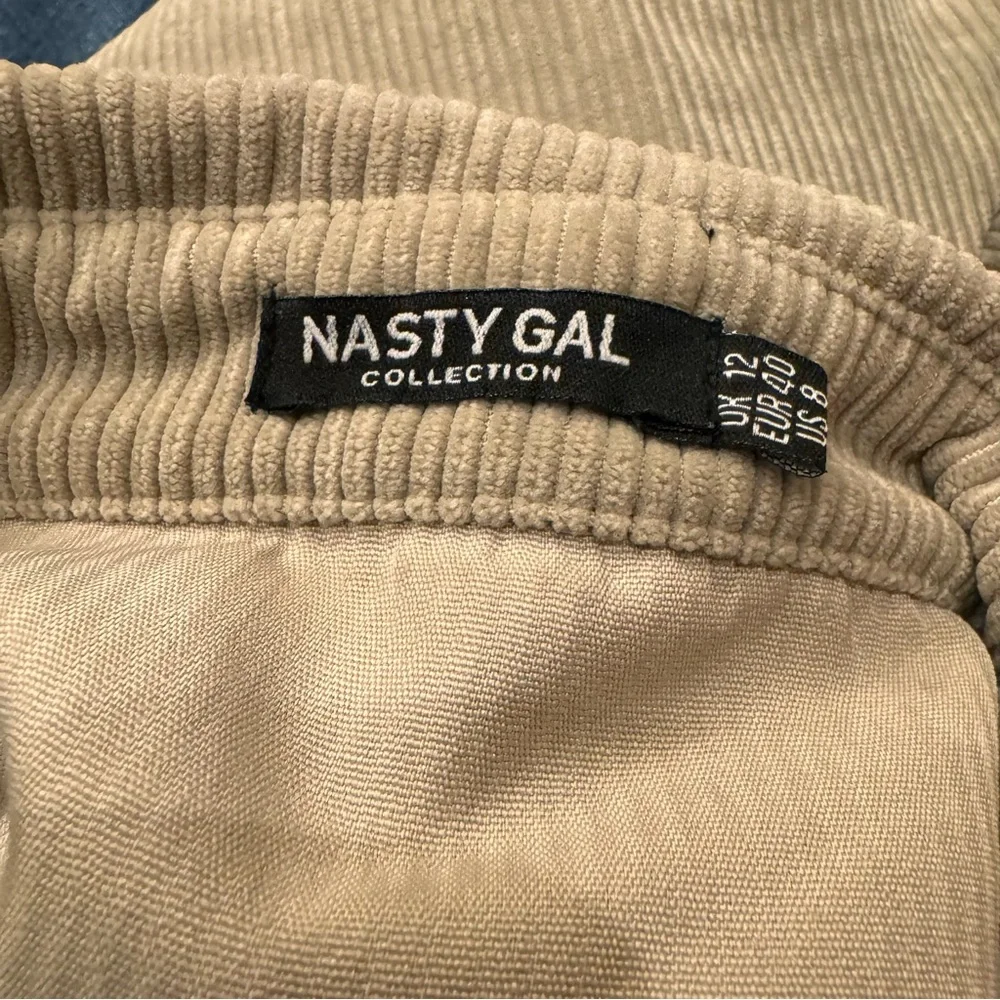 NASTY GAL
COLLECTION
UK 12
EUR 40
US 8